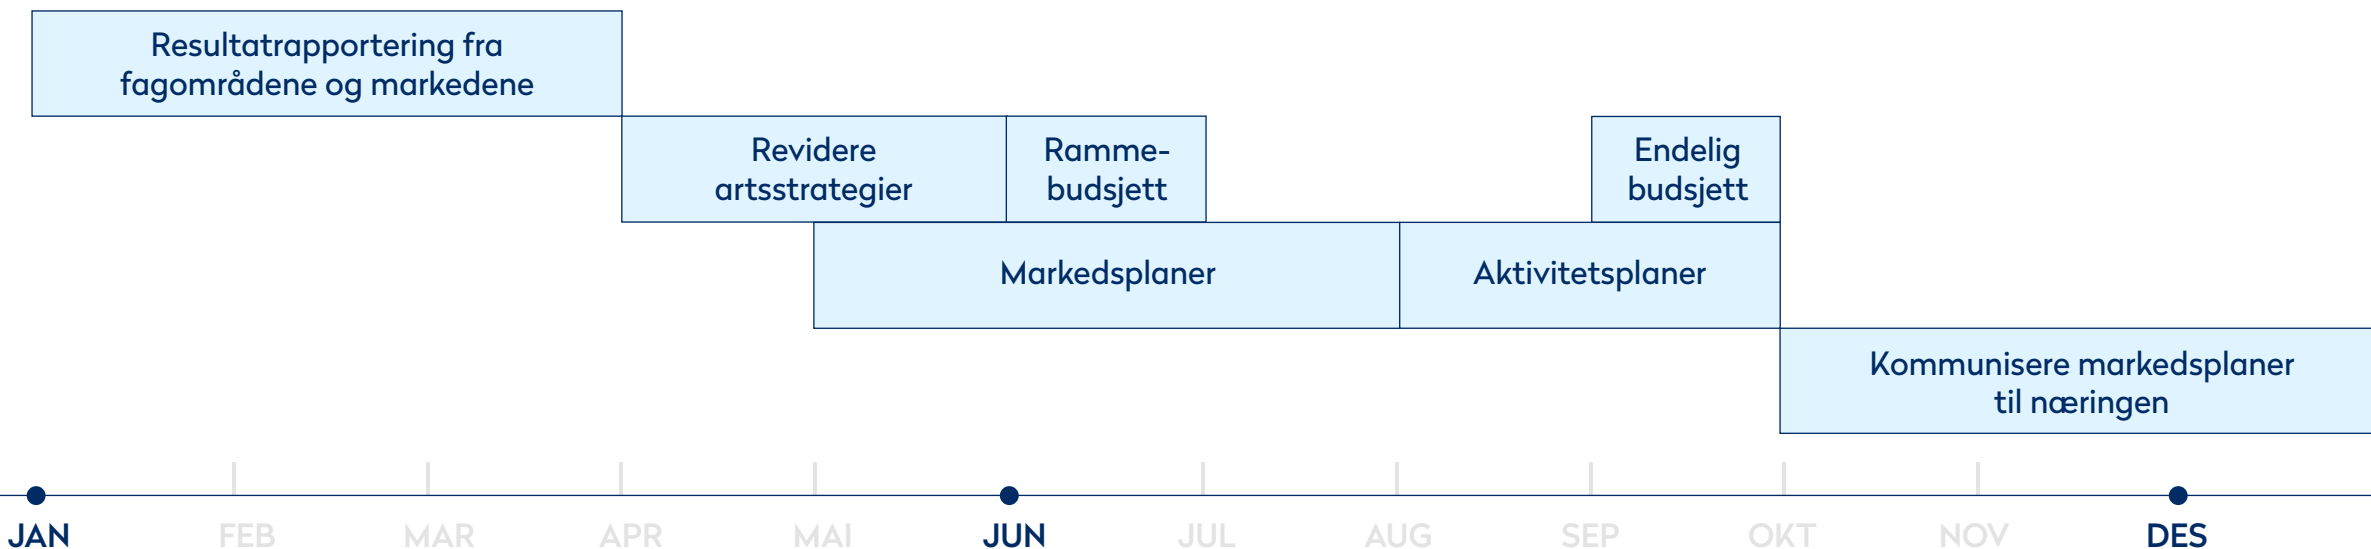 Resultatrapportering fra
fagområdene og markedene
Revidere
artsstrategier
Ramme-
budsjett
Endelig
budsjett
Markedsplaner
Aktivitetsplaner
Kommunisere markedsplaner
til næringen
JAN
FEB
MAR
APR
MAI
JUN
JUL
AUG
SEP
OKT
NOV
DES